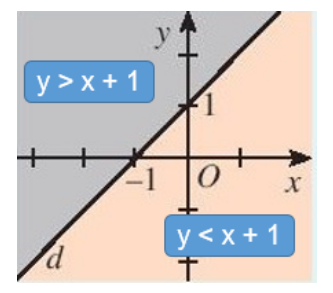 y
y > x + 1
1
−1
O
x
y < x + 1
d